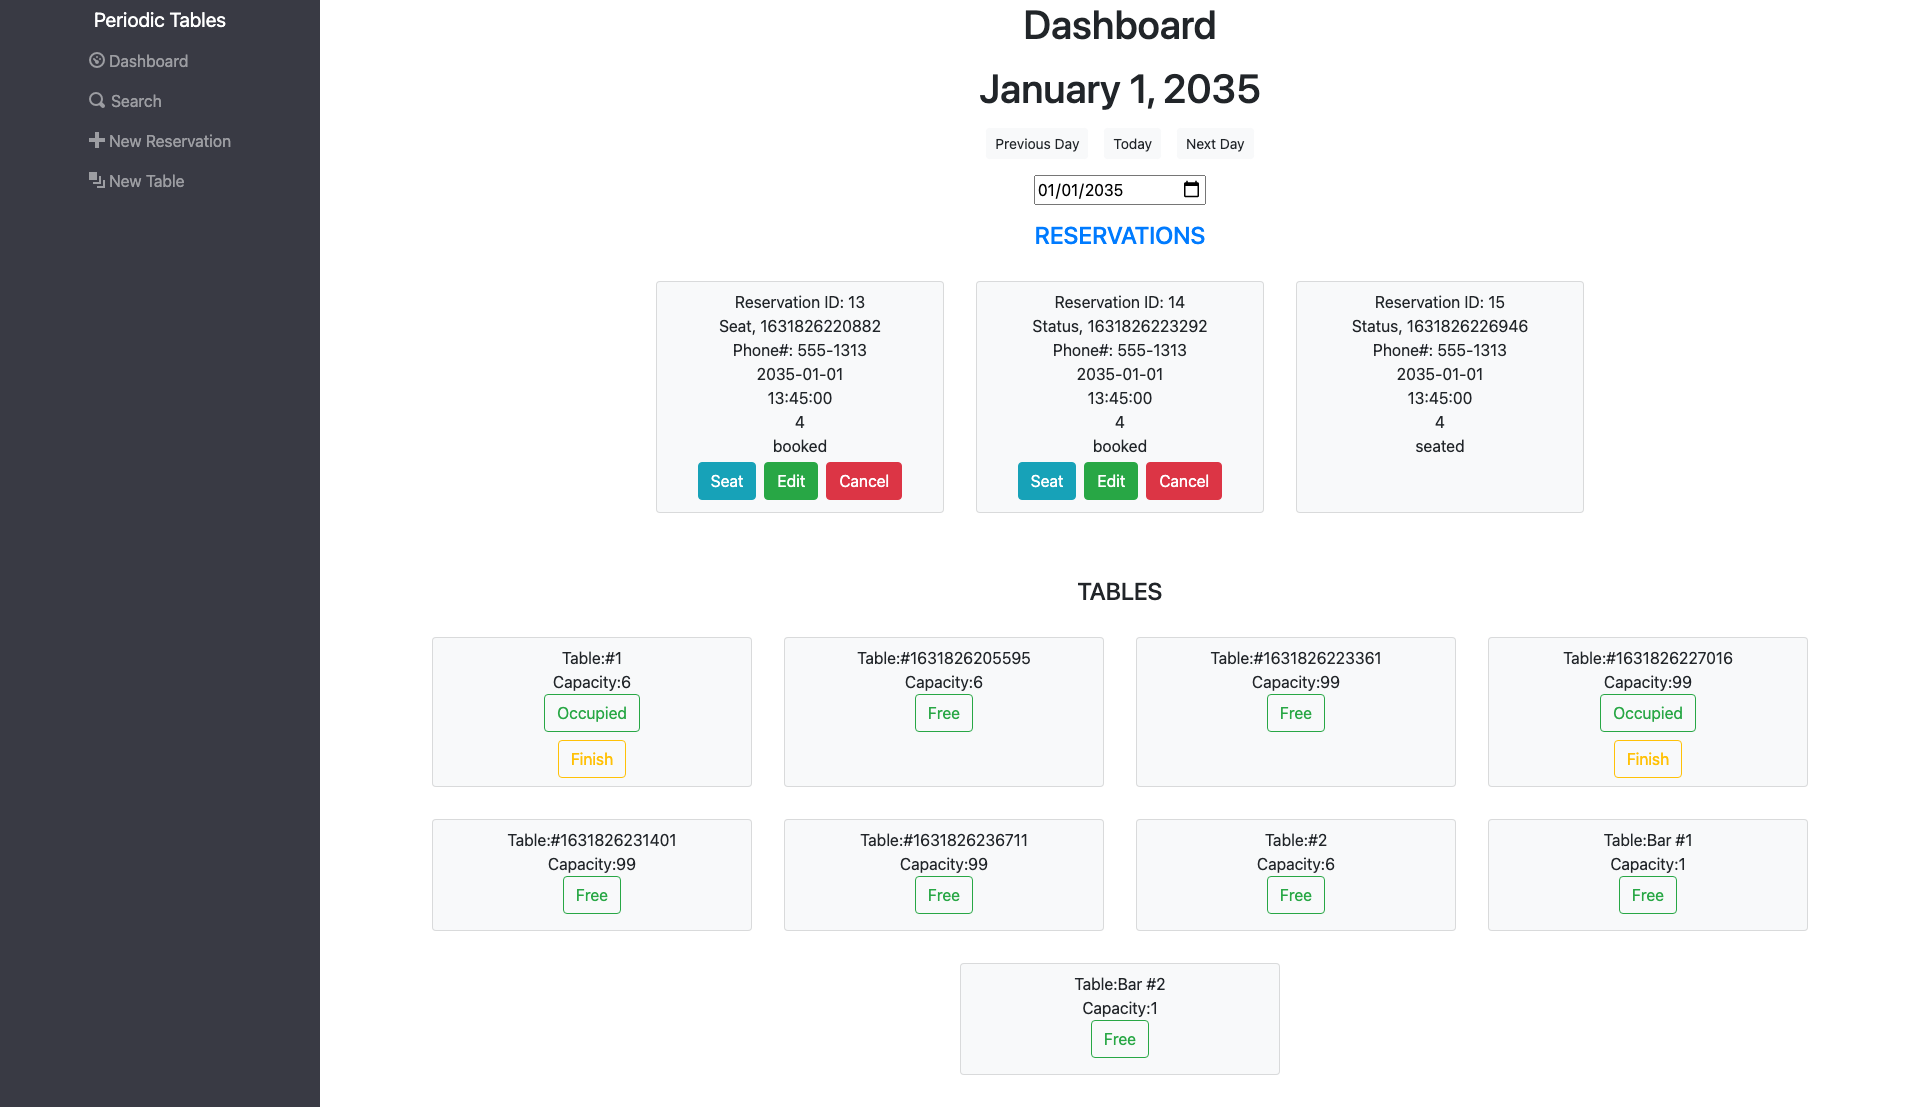 Periodic Tables
Dashboard
Search
New Reservation
New Table
Dashboard
January 1, 2035
Previous Day Today Next Day
01/01/2035
RESERVATIONS
Reservation ID: 13
Seat, 1631826220882
Phone#: 555-1313
2035-01-01
13:45:00
4
booked
Seat Edit Cancel
Reservation ID: 14
Status, 1631826223292
Phone#: 555-1313
2035-01-01
13:45:00
4
booked
Seat Edit Cancel
Reservation ID: 15
Status, 1631826226946
Phone#: 555-1313
2035-01-01
13:45:00
4
seated
TABLES
Table:#1
Capacity:6
Occupied
Finish
Table:#1631826205595
Capacity:6
Free
Table:#1631826223361
Capacity:99
Free
Table:#1631826227016
Capacity:99
Occupied
Finish
Table:#1631826231401
Capacity:99
Free
Table:#1631826236711
Capacity:99
Free
Table:#2
Capacity:6
Free
Table:Bar #1
Capacity:1
Free
Table:Bar #2
Capacity:1
Free